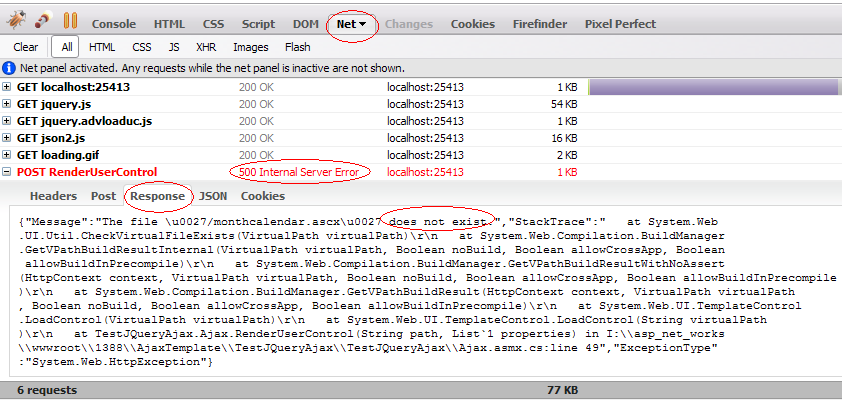 Console HTML CSS Script DOM Net Changes Cookies Firefinder Pixel Perfect
Clear All HTML CSS JS XHR Images Flash
Net panel activated. Any requests while the net panel is inactive are not shown.
GET localhost:25413 200 OK localhost:25413 1 KB
GET jquery.js 200 OK localhost:25413 54 KB
GET jquery.advloaduc.js 200 OK localhost:25413 1 KB
GET json2.js 200 OK localhost:25413 16 KB
GET loading.gif 200 OK localhost:25413 2 KB
POST RenderUserControl 500 Internal Server Error localhost:25413 1 KB
Headers Post Response JSON Cookies
{"Message":"The file \u0027/monthcalendar.ascx\u0027 does not exist.","StackTrace":"   at System.Web
.UI.Util.CheckVirtualFileExists(VirtualPath virtualPath)\r\n   at System.Web.Compilation.BuildManager
.GetVPathBuildResultInternal(VirtualPath virtualPath, Boolean noBuild, Boolean allowCrossApp, Boolean
allowBuildInPrecompile)\r\n   at System.Web.Compilation.BuildManager.GetVPathBuildResultWithNoAssert
(HttpContext context, VirtualPath virtualPath, Boolean noBuild, Boolean allowCrossApp, Boolean allowBuildInPrecompile
)\r\n   at System.Web.Compilation.BuildManager.GetVPathBuildResult(HttpContext context, VirtualPath virtualPath
, Boolean noBuild, Boolean allowCrossApp, Boolean allowBuildInPrecompile)\r\n   at System.Web.UI.TemplateControl
.LoadControl(VirtualPath virtualPath)\r\n   at System.Web.UI.TemplateControl.LoadControl(String virtualPath
)\r\n   at TestJQueryAjax.Ajax.RenderUserControl(String path, List`1 properties) in I:\\asp_net_works
\\wwwroot\\1388\\AjaxTemplate\\TestJQueryAjax\\TestJQueryAjax\\Ajax.asmx.cs:line 49","ExceptionType"
:"System.Web.HttpException"}
6 requests 77 KB